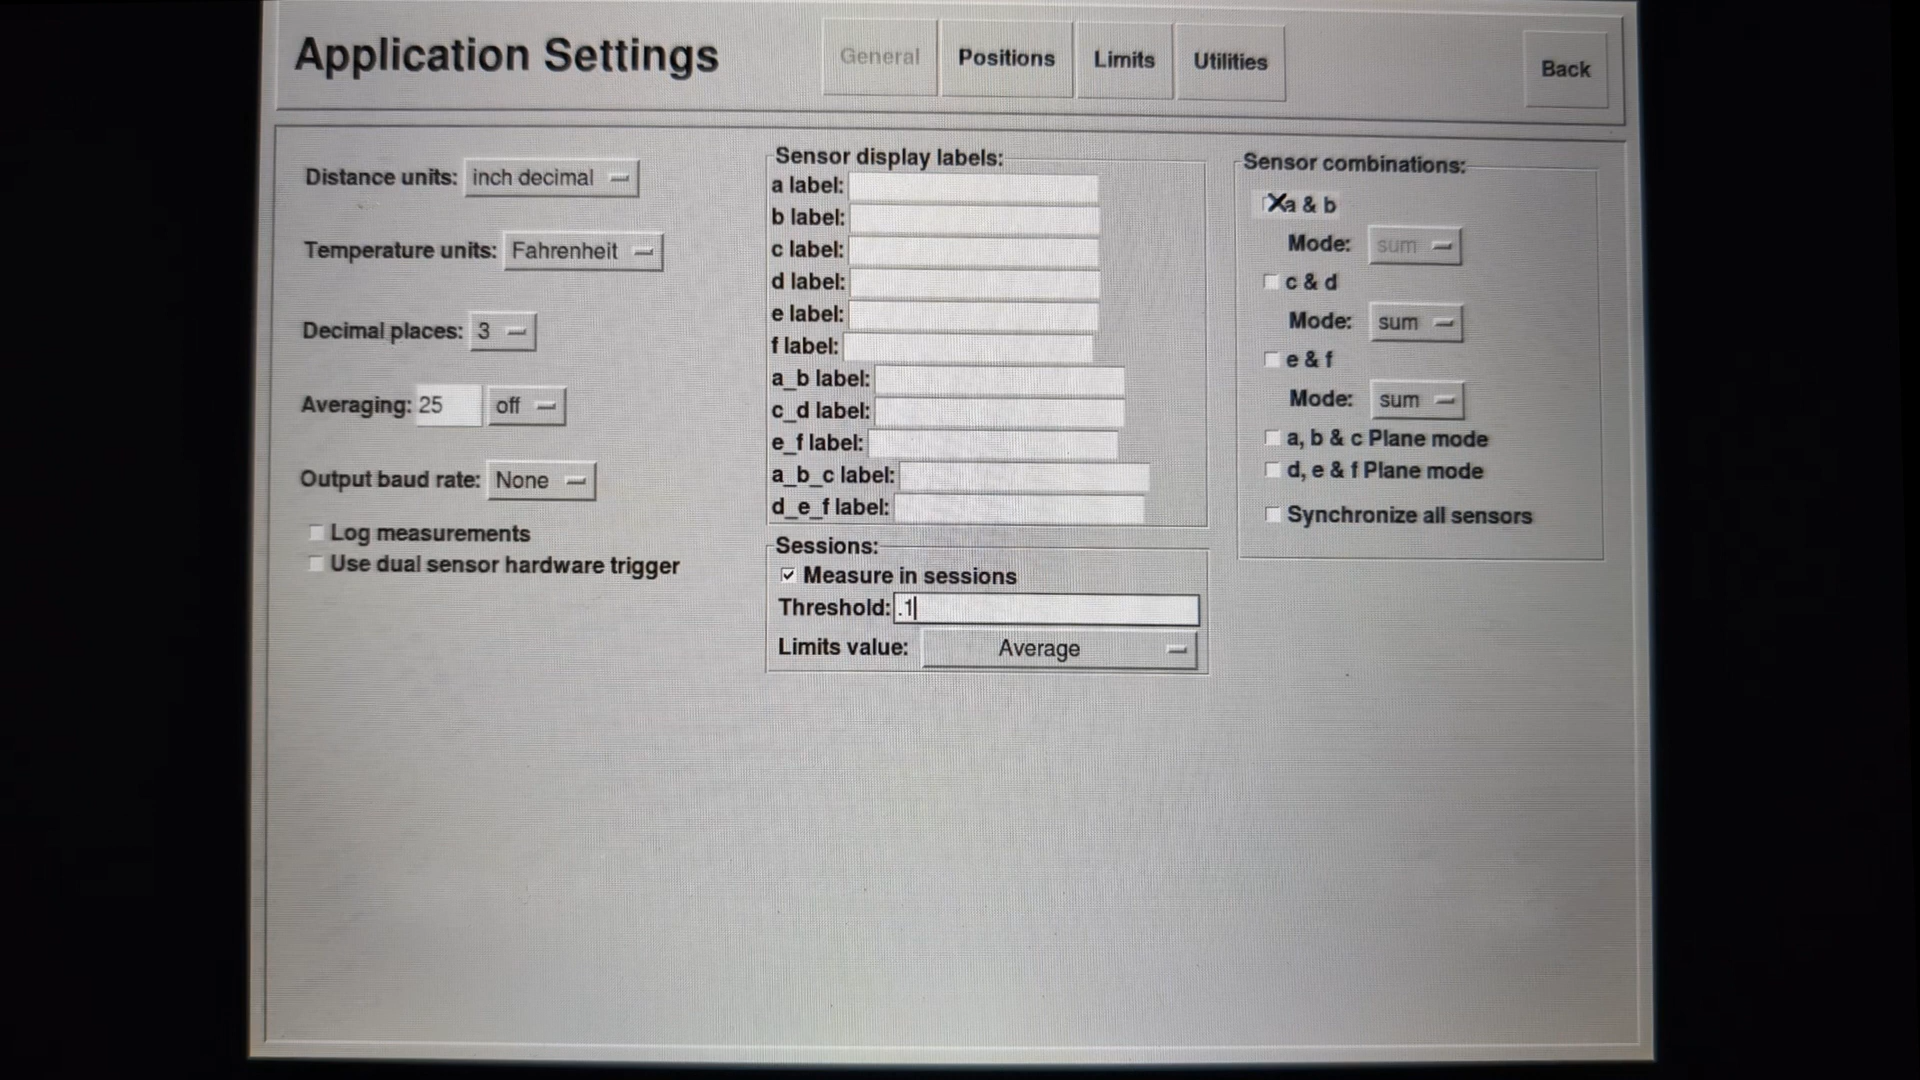 Application Settings
General
Positions
Limits
Utilities
Back
Distance units: inch decimal
Temperature units: Fahrenheit
Decimal places: 3
Averaging: 25 off
Output baud rate: None
Log measurements
Use dual sensor hardware trigger
Sensor display labels:
a label:
b label:
c label:
d label:
e label:
f label:
a_b label:
c_d label:
e_f label:
a_b_c label:
d_e_f label:
Sessions:
Measure in sessions
Threshold: .1
Limits value: Average
Sensor combinations:
a & b
Mode: sum
c & d
Mode: sum
e & f
Mode: sum
a, b & c Plane mode
d, e & f Plane mode
Synchronize all sensors